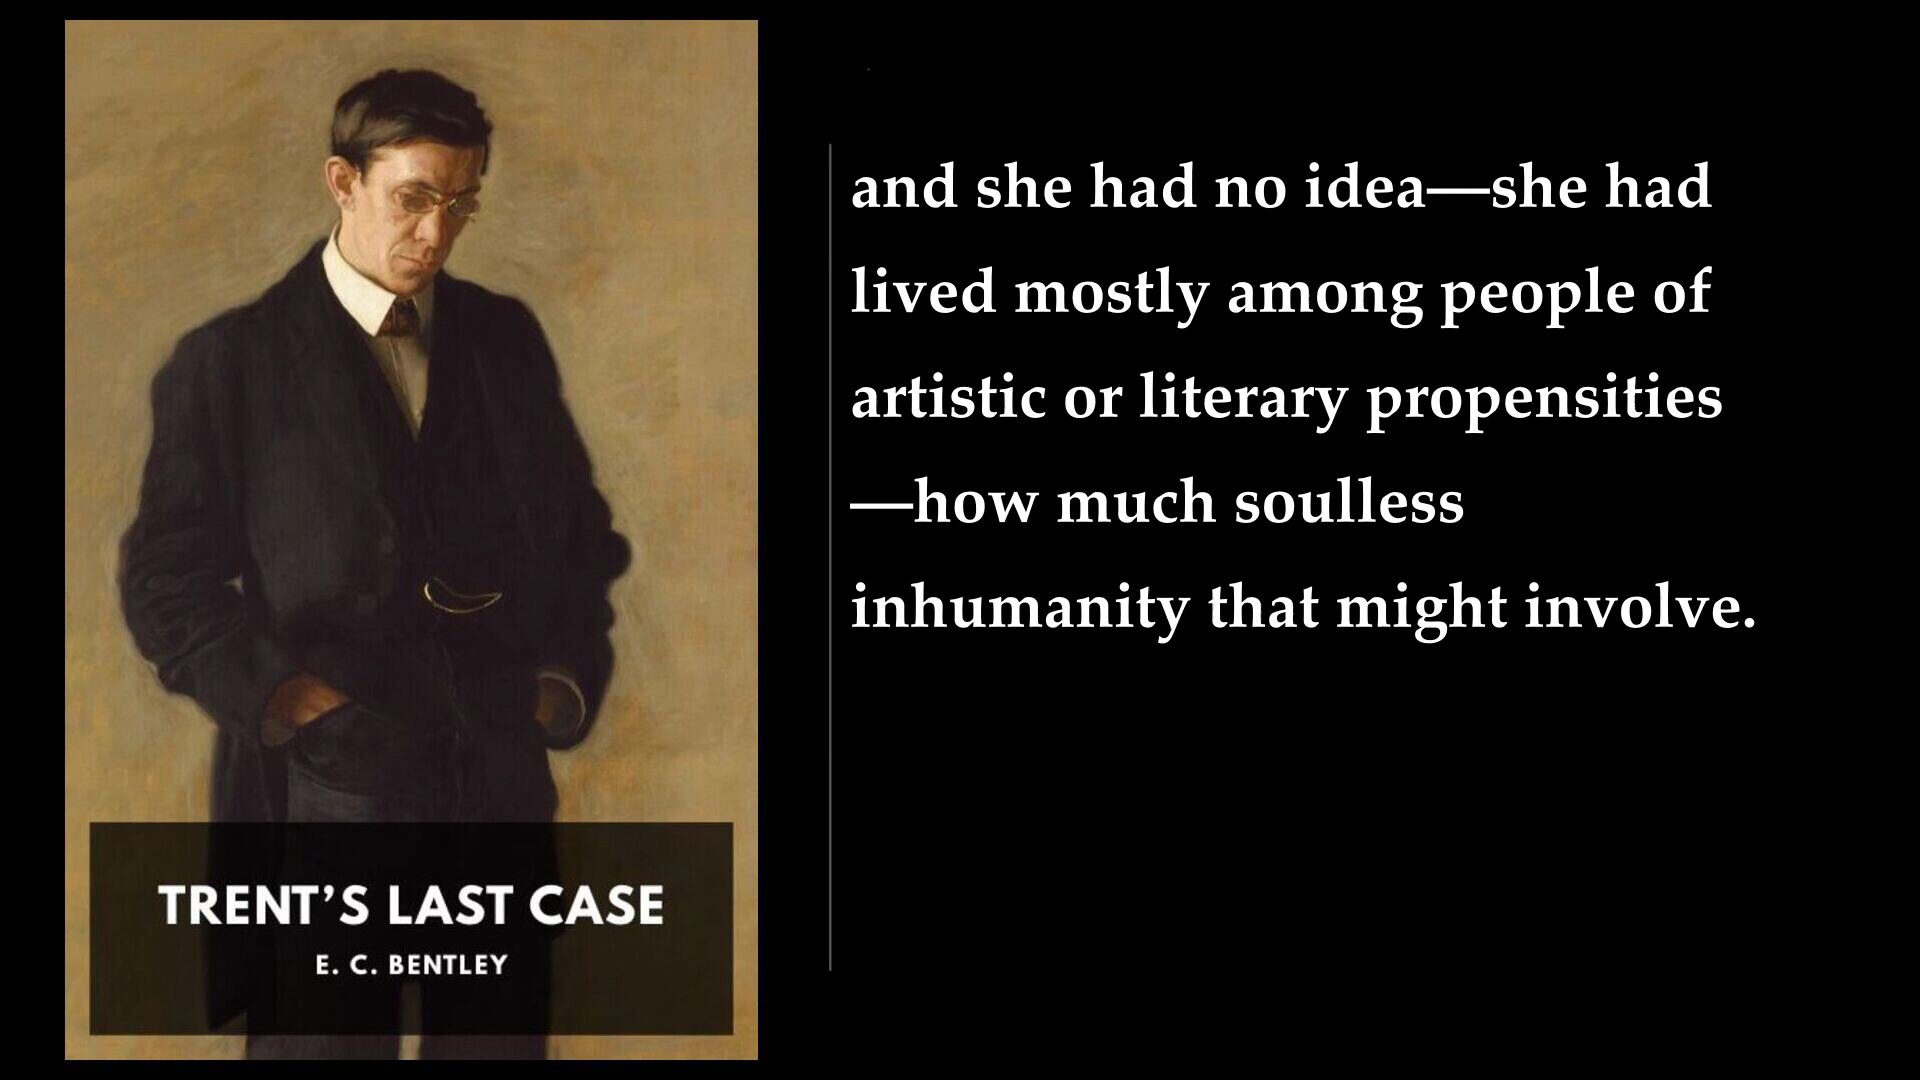 and she had no idea—she had
lived mostly among people of
artistic or literary propensities
—how much soulless
inhumanity that might involve.
TRENT’S LAST CASE
E. C. BENTLEY